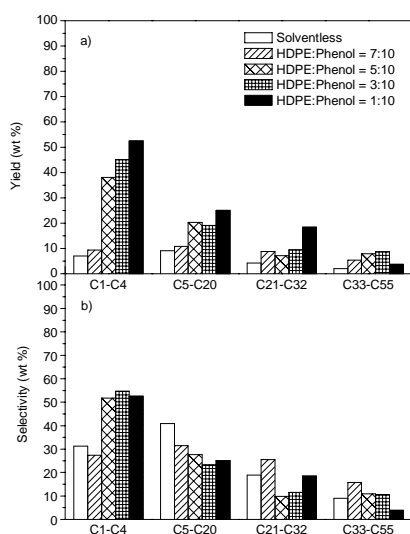 100
a)
Solventless
90
HDPE:Phenol = 7:10
80
HDPE:Phenol = 5:10
70
HDPE:Phenol = 3:10
60
HDPE:Phenol = 1:10
50
40
30
20
10
0
Yield (wt %)
C1-C4 C5-C20 C21-C32 C33-C55
b)
90
80
70
60
50
40
30
20
10
0
Selectivity (wt %)
C1-C4 C5-C20 C21-C32 C33-C55